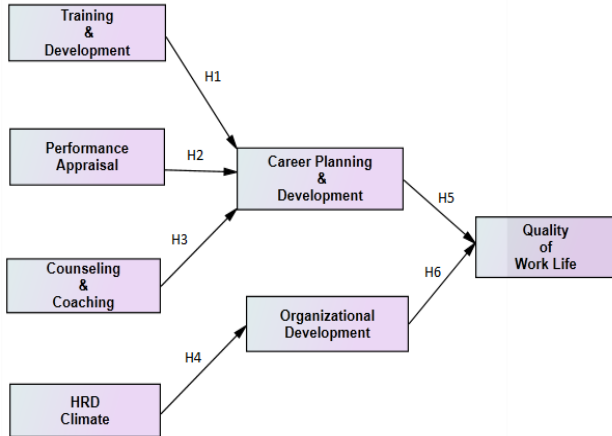 Training
&
Development
H1
Performance
Appraisal
H2
Career Planning
&
Development
H5
H3
Quality
of
Work Life
Counseling
&
Coaching
H6
Organizational
Development
H4
HRD
Climate